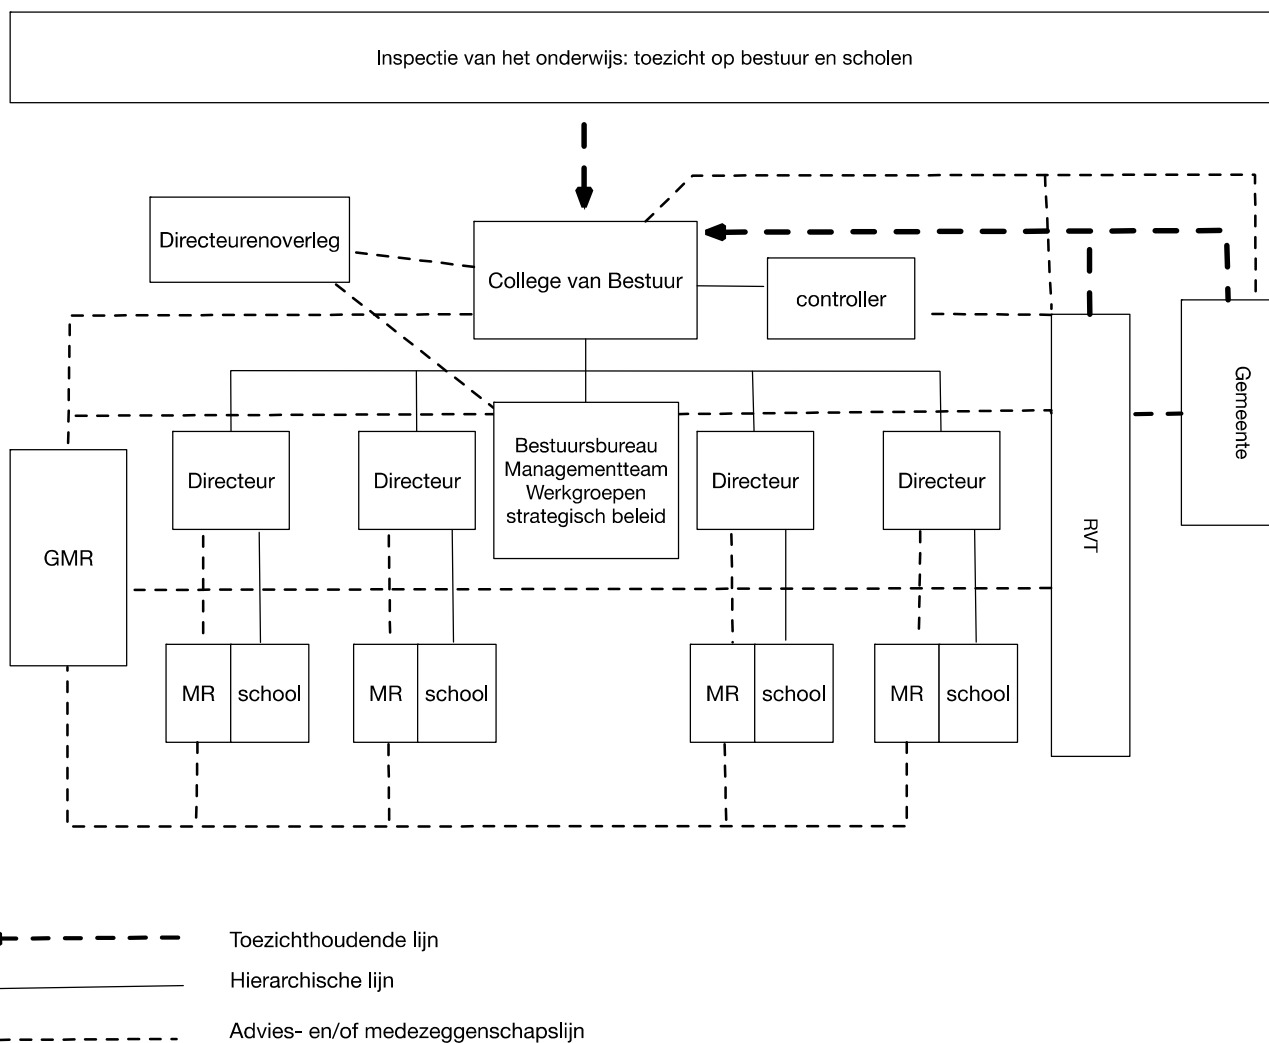 Inspectie van het onderwijs: toezicht op bestuur en scholen
Directeurenoverleg
College van Bestuur
controller
Gemeente
Bestuursbureau
Managementteam
Werkgroepen
strategisch beleid
Directeur
Directeur
Directeur
Directeur
RVT
GMR
MR
school
MR
school
MR
school
MR
school
Toezichthoudende lijn
Hierarchische lijn
Advies- en/of medezeggenschapslijn